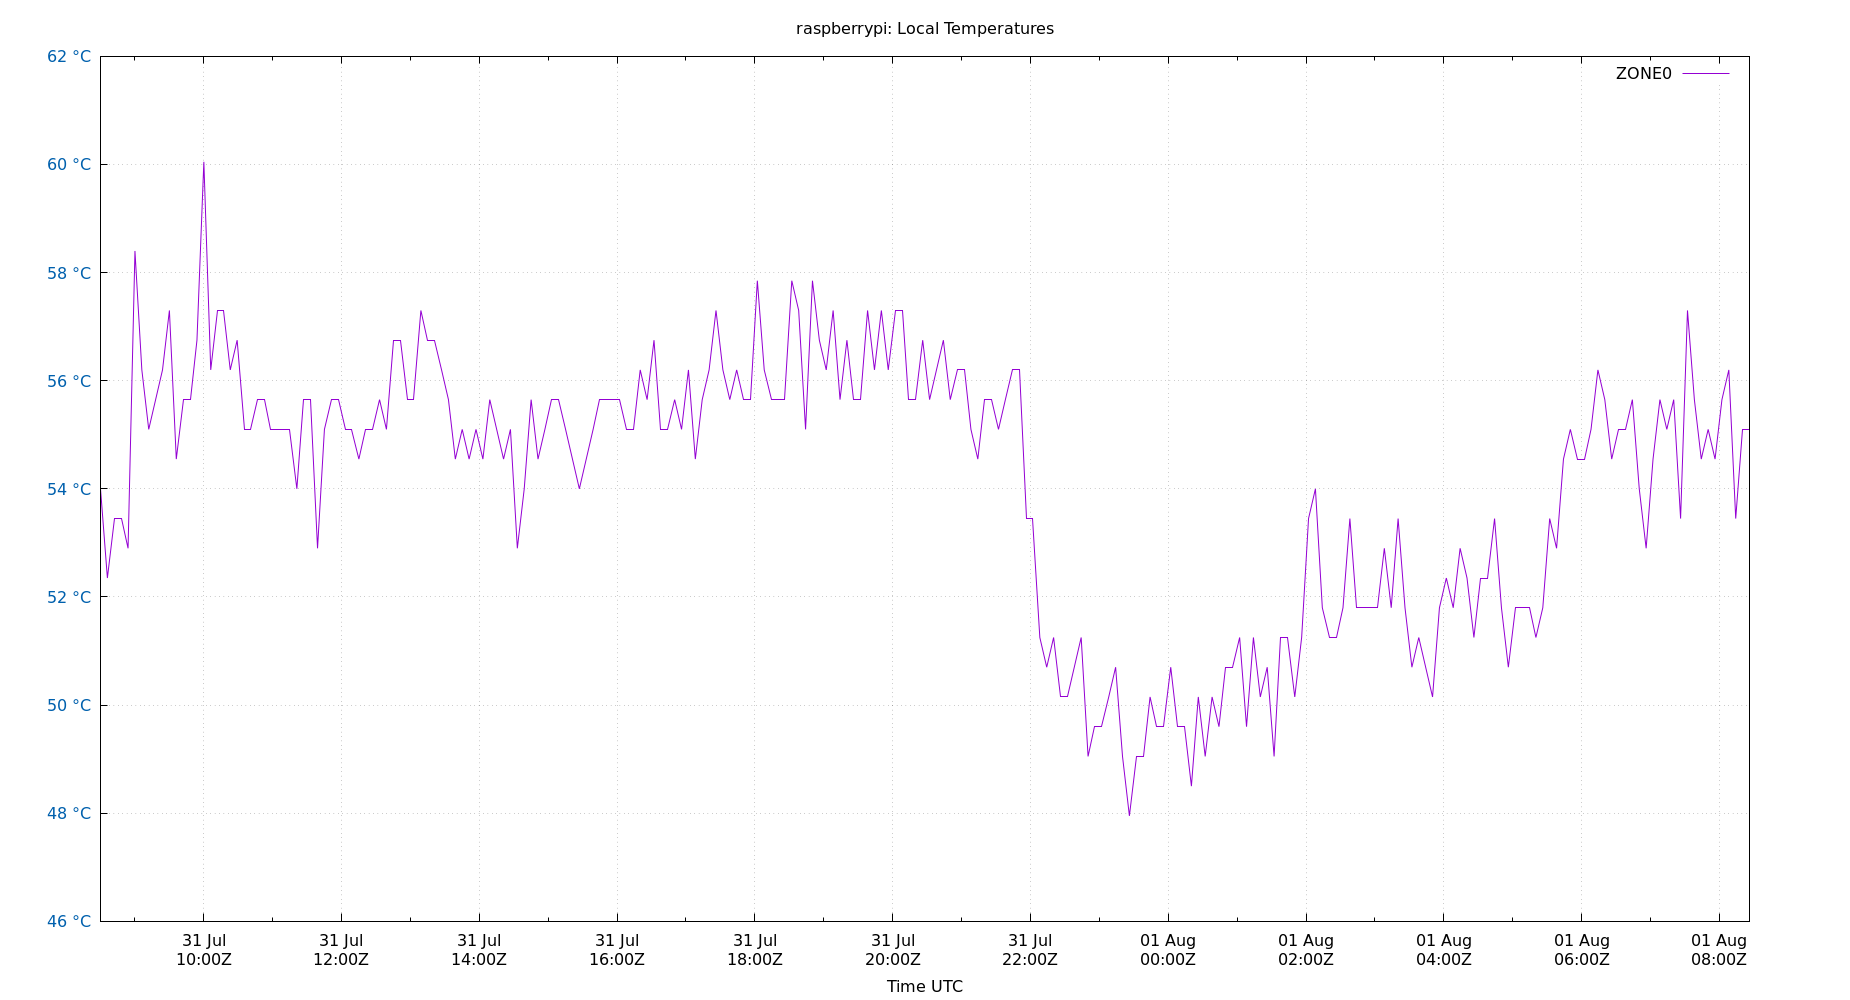 raspberrypi: Local Temperatures
62 °C
ZONE0
60 °C
58 °C
56 °C
54 °C
52 °C
50 °C
48 °C
46 °C
31 Jul 31 Jul 31 Jul 31 Jul 31 Jul 31 Jul 31 Jul 01 Aug 01 Aug 01 Aug 01 Aug 01 Aug
10:00Z 12:00Z 14:00Z 16:00Z 18:00Z 20:00Z 22:00Z 00:00Z 02:00Z 04:00Z 06:00Z 08:00Z
Time UTC